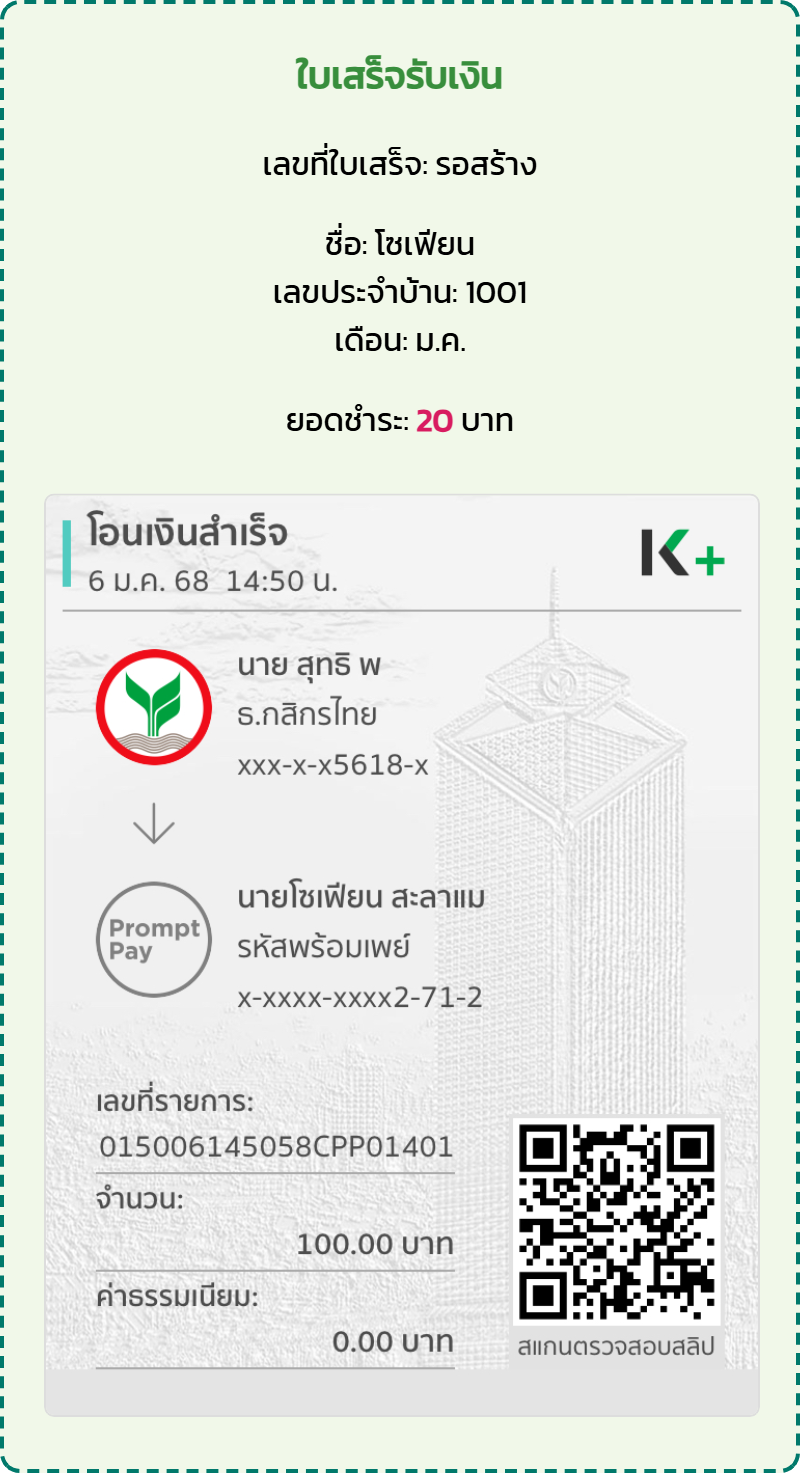 ใบเสร็จรับเงิน
เลขที่ใบเสร็จ: รอสร้าง
ชื่อ: โซเฟียน
เลขประจำบ้าน: 1001
เดือน: ม.ค.
ยอดชำระ: 20 บาท
โอนเงินสำเร็จ
6 ม.ค. 68 14:50 น.
K+
นาย สุทธิ พ
ธ.กสิกรไทย
xxx-x-x5618-x
Prompt
Pay
นายโซเฟียน สะลาแม
รหัสพร้อมเพย์
x-xxxx-xxxx2-71-2
เลขที่รายการ:
015006145058CPP01401
จำนวน:
100.00 บาท
ค่าธรรมเนียม:
0.00 บาท
สแกนตรวจสอบสลิป